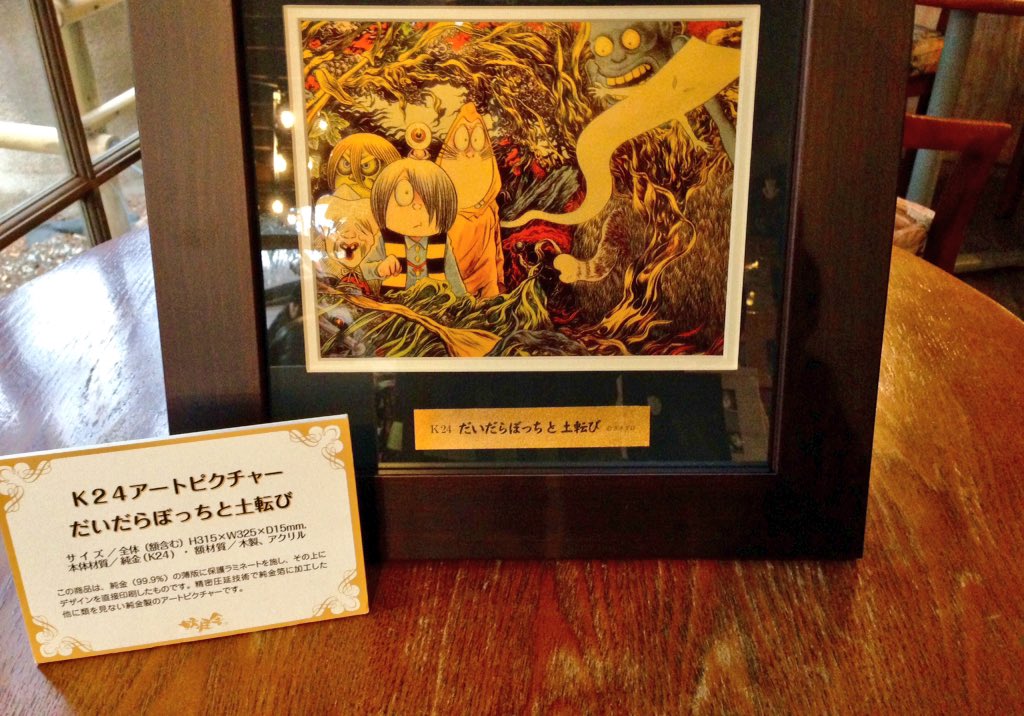 K24 だいだらぼっちと土転び
K24アートピクチャー
だいだらぼっちと土転び
サイズ／全体（額含む）H315×W325×D15mm.
本体材質／純金（K24）・額材質／木製、アクリル
この商品は、純金（99.9%）の薄版に保護ラミネートを施し、その上に
デザインを直接印刷したものです。精密圧延技術で純金箔に加工した
他に類を見ない純金製のアートピクチャーです。